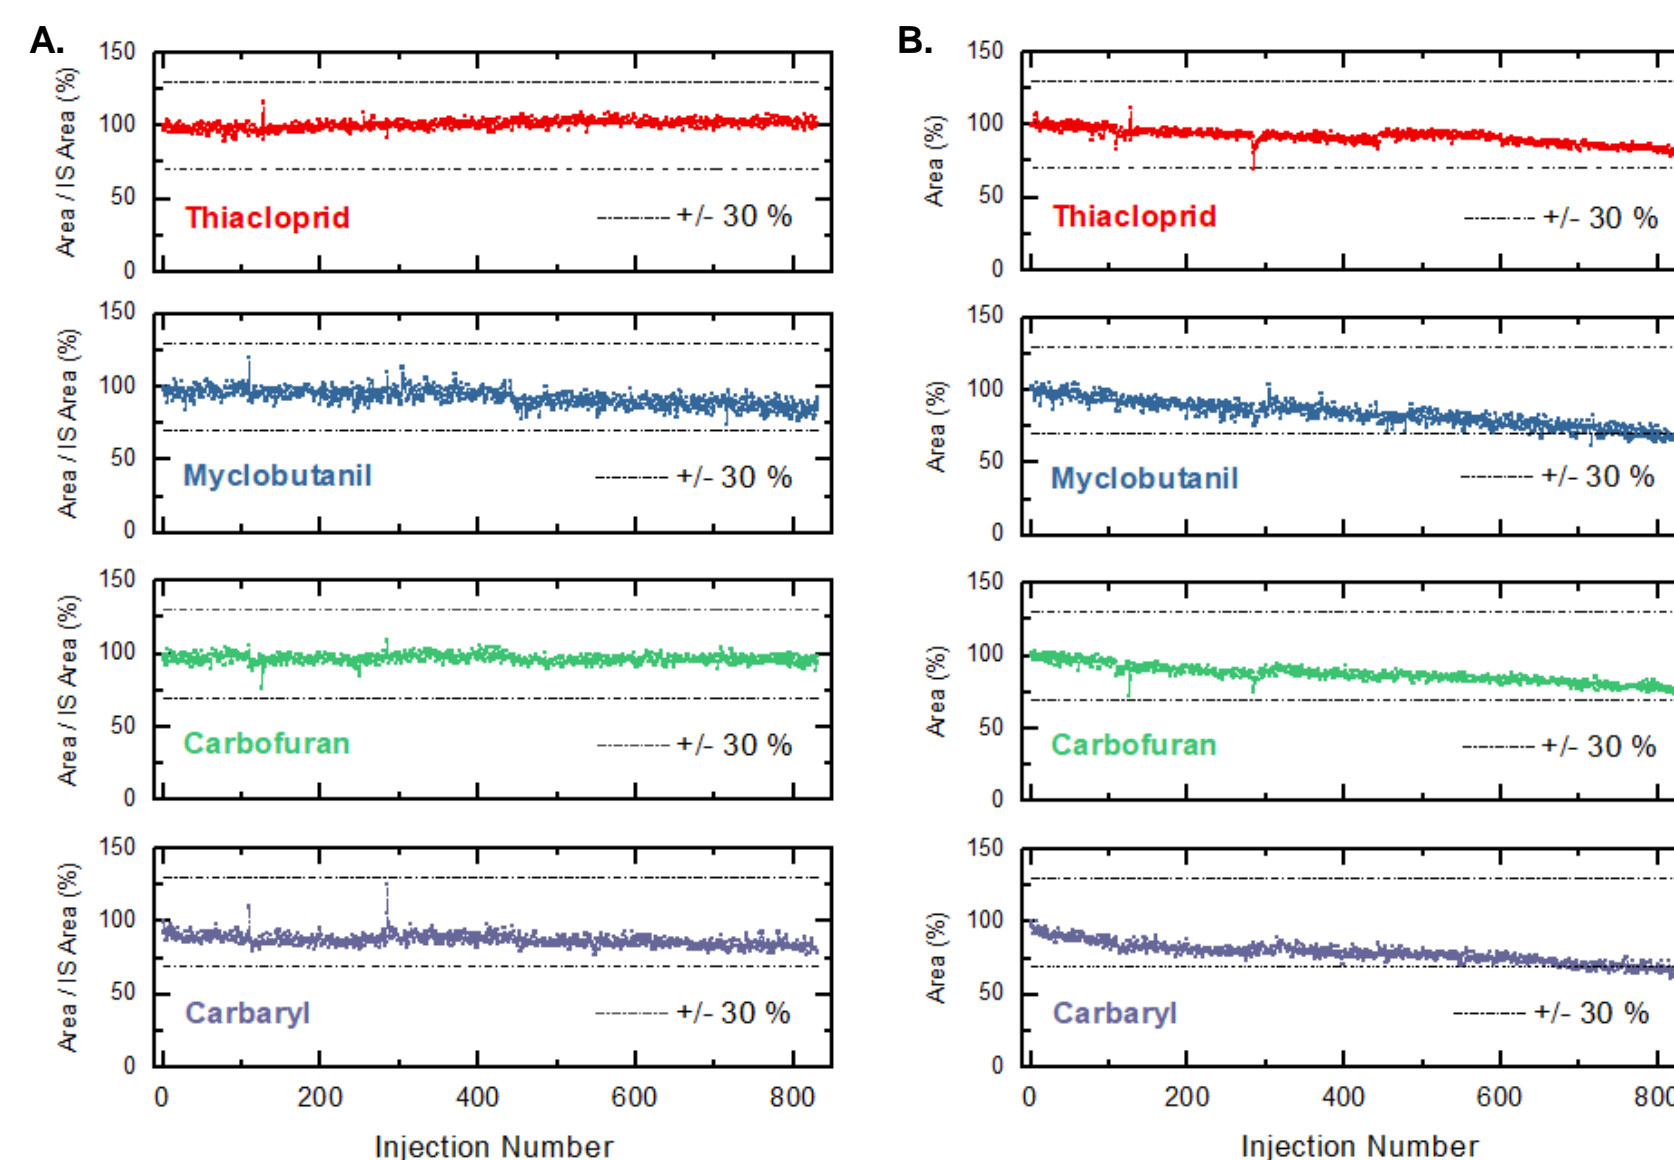 A.
150
100
50
0
Area / IS Area (%)
Thiacloprid
+/- 30 %
150
100
50
0
Area / IS Area (%)
Myclobutanil
+/- 30 %
150
100
50
0
Area / IS Area (%)
Carbofuran
+/- 30 %
150
100
50
0
Area / IS Area (%)
Carbaryl
+/- 30 %
0 200 400 600 800
Injection Number
B.
150
100
50
0
Area (%)
Thiacloprid
+/- 30 %
150
100
50
0
Area (%)
Myclobutanil
+/- 30 %
150
100
50
0
Area (%)
Carbofuran
+/- 30 %
150
100
50
0
Area (%)
Carbaryl
+/- 30 %
0 200 400 600 800
Injection Number